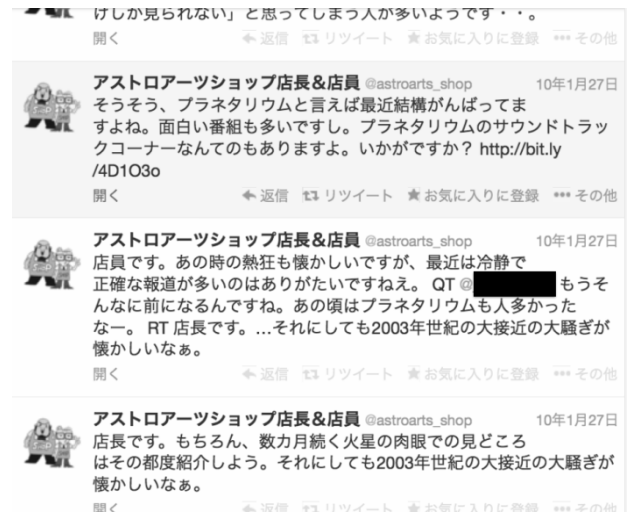 けしか見られない」と思ってしまう人が多いようです・・。
開く 返信 リツイート お気に入りに登録 その他
アストロアーツショップ店長＆店員 @astroarts_shop 10年1月27日
そうそう、プラネタリウムと言えば最近結構がんばってま
すよね。面白い番組も多いですし。プラネタリウムのサウンドトラッ
クコーナーなんてのもありますよ。いかがですか？ http://bit.ly
/4D1O3o
開く 返信 リツイート お気に入りに登録 その他
アストロアーツショップ店長＆店員 @astroarts_shop 10年1月27日
店員です。あの時の熱狂も懐かしいですが、最近は冷静で
正確な報道が多いのはありがたいですねえ。 QT @ もうそ
んなに前になるんですね。あの頃はプラネタリウムも人多かった
なー。 RT 店長です。…それにしても2003年世紀の大接近の大騒ぎが
懐かしいなぁ。
開く 返信 リツイート お気に入りに登録 その他
アストロアーツショップ店長＆店員 @astroarts_shop 10年1月27日
店長です。もちろん、数カ月続く火星の肉眼での見どころ
はその都度紹介しよう。それにしても2003年世紀の大接近の大騒ぎが
懐かしいなぁ。
開く 返信 リツイート お気に入りに登録 その他